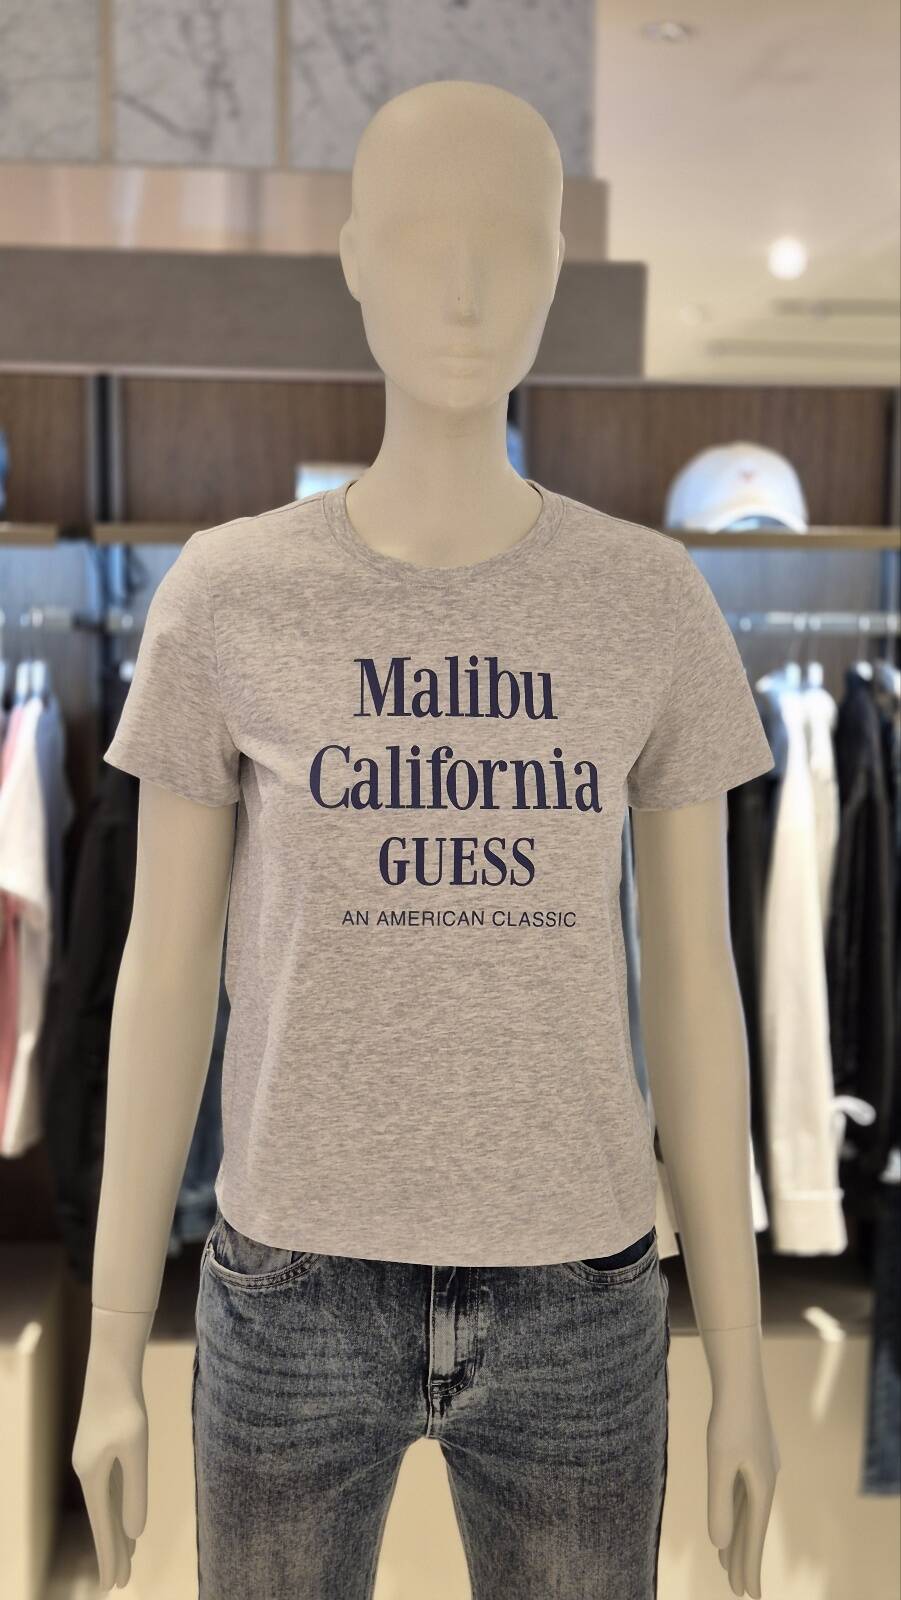 Malibu
California
GUESS
AN AMERICAN CLASSIC